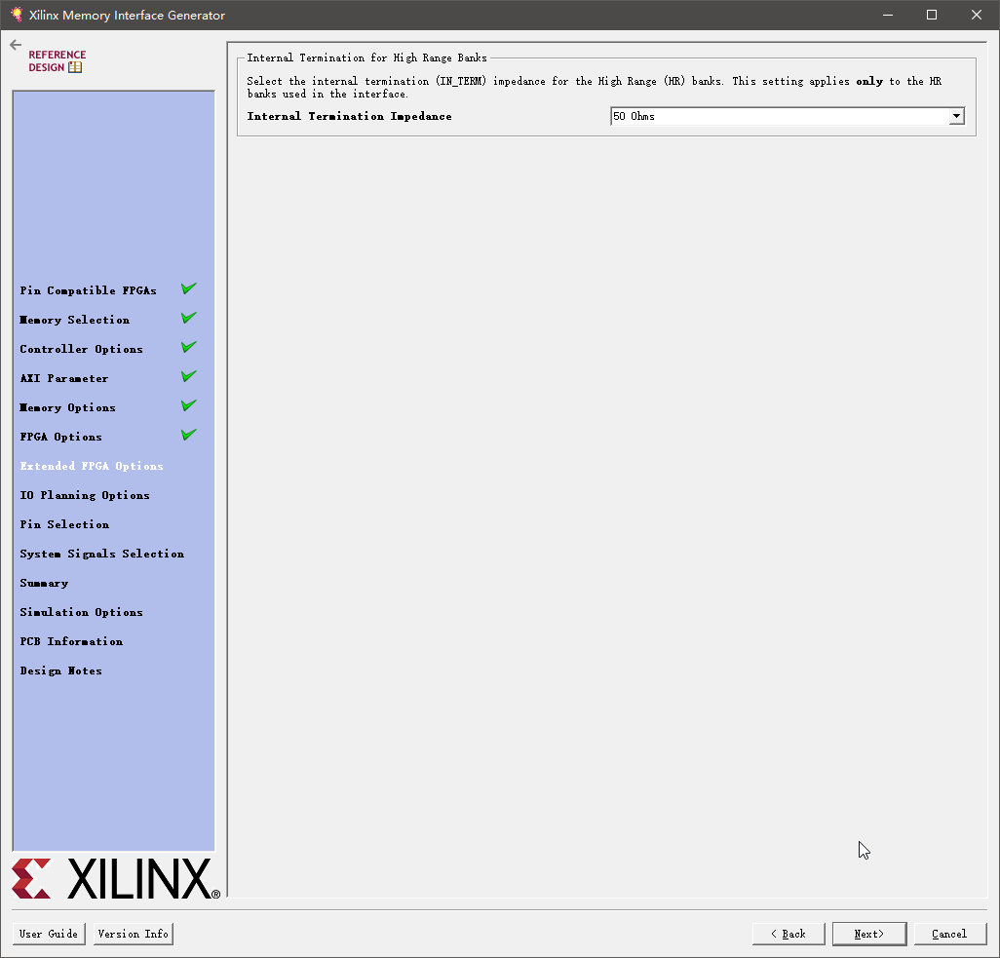 Xilinx Memory Interface Generator
REFERENCE
DESIGN
Internal Termination for High Range Banks
Select the internal termination (IN_TERM) impedance for the High Range (HR) banks. This setting applies only to the HR
banks used in the interface.
Internal Termination Impedance
50 Ohms
Pin Compatible FPGAs
Memory Selection
Controller Options
AXI Parameter
Memory Options
FPGA Options
Extended FPGA Options
IO Planning Options
Pin Selection
System Signals Selection
Summary
Simulation Options
PCB Information
Design Notes
XILINX®
User Guide
Version Info
< Back
Next>
Cancel